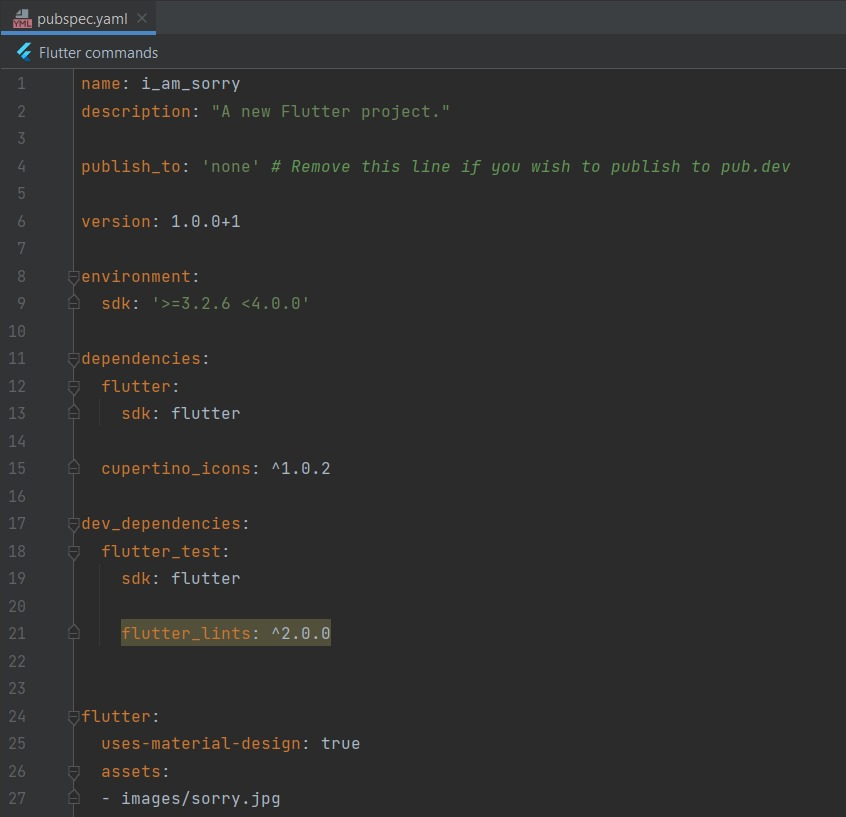 YML pubspec.yaml
Flutter commands
1 name: i_am_sorry
2 description: "A new Flutter project."
3
4 publish_to: 'none' # Remove this line if you wish to publish to pub.dev
5
6 version: 1.0.0+1
7
8 environment:
9   sdk: '>=3.2.6 <4.0.0'
10
11 dependencies:
12   flutter:
13     sdk: flutter
14
15   cupertino_icons: ^1.0.2
16
17 dev_dependencies:
18   flutter_test:
19     sdk: flutter
20
21     flutter_lints: ^2.0.0
22
23
24 flutter:
25   uses-material-design: true
26   assets:
27   - images/sorry.jpg